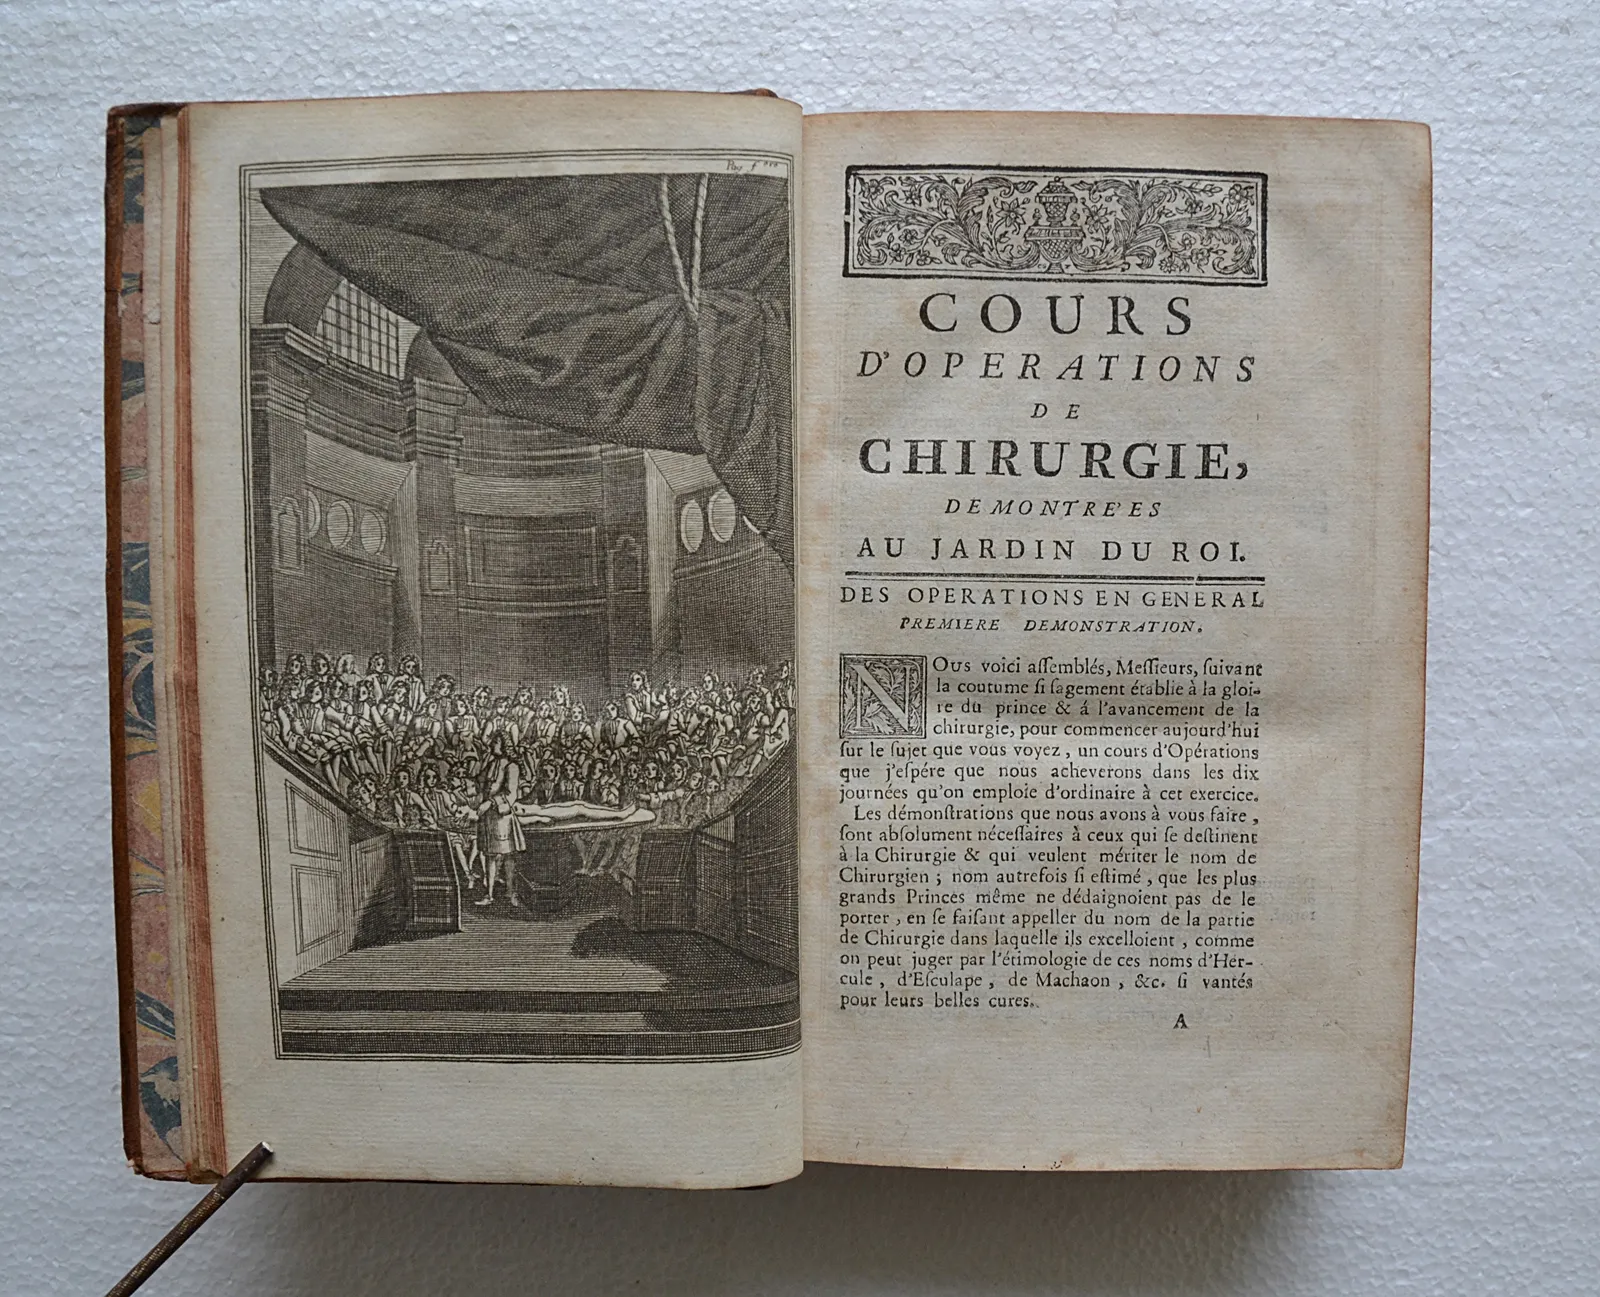 Pag. 1ere
COURS
D'OPERATIONS
DE
CHIRURGIE,
DEMONTRE'ES
AU JARDIN DU ROI.
DES OPERATIONS EN GENERAL
PREMIERE DEMONSTRATION.
NOus voici aſſemblés, Meſſieurs, ſuivant
la coutume ſi ſagement établie à la gloi-
re du prince & á l'avancement de la
chirurgie, pour commencer aujourd'hui
ſur le ſujet que vous voyez, un cours d'Opérations
que j'eſpére que nous acheverons dans les dix
journées qu'on emploie d'ordinaire à cet exercice.
Les démonſtrations que nous avons à vous faire,
ſont abſolument néceſſaires à ceux qui ſe deſtinent
à la Chirurgie & qui veulent mériter le nom de
Chirurgien; nom autrefois ſi eſtimé, que les plus
grands Princes même ne dédaignoient pas de le
porter, en ſe faiſant appeller du nom de la partie
de Chirurgie dans laquelle ils excelloient, comme
on peut juger par l'étimologie de ces noms d'Her-
cule, d'Eſculape, de Machaon, &c. ſi vantés
pour leurs belles cures.
A